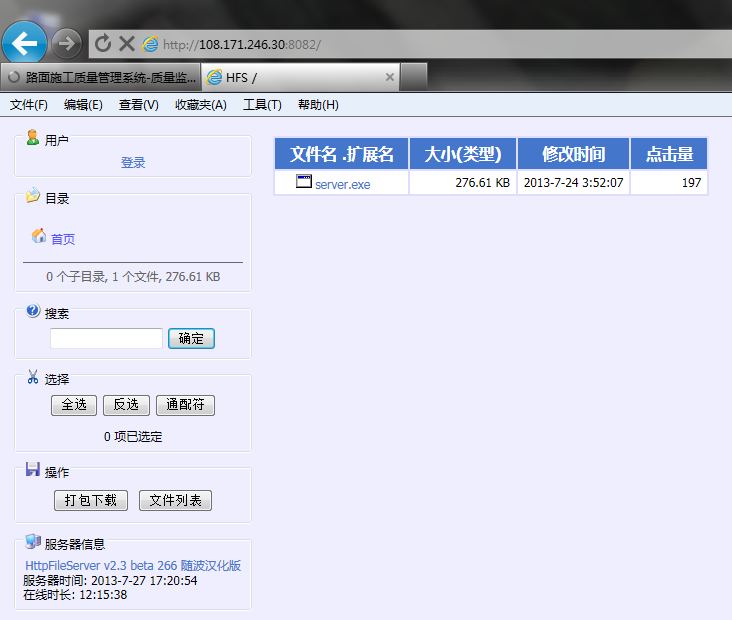 http://108.171.246.30:8082/
路面施工质量管理系统-质量监... HFS /
文件(F) 编辑(E) 查看(V) 收藏夹(A) 工具(T) 帮助(H)
用户
登录
目录
首页
0 个子目录, 1 个文件, 276.61 KB
搜索
确定
选择
全选 反选 通配符
0 项已选定
操作
打包下载 文件列表
服务器信息
HttpFileServer v2.3 beta 266 随波汉化版
服务器时间: 2013-7-27 17:20:54
在线时长: 12:15:38
文件名 .扩展名 大小(类型) 修改时间 点击量
server.exe 276.61 KB 2013-7-24 3:52:07 197